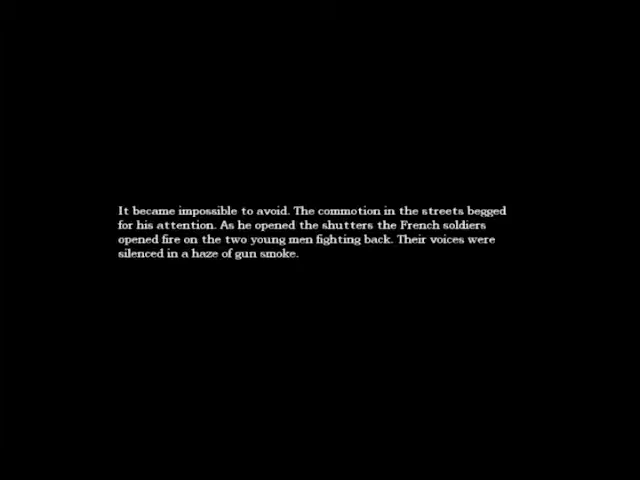 It became impossible to avoid. The commotion in the streets begged
for his attention. As he opened the shutters the French soldiers
opened fire on the two young men fighting back. Their voices were
silenced in a haze of gun smoke.